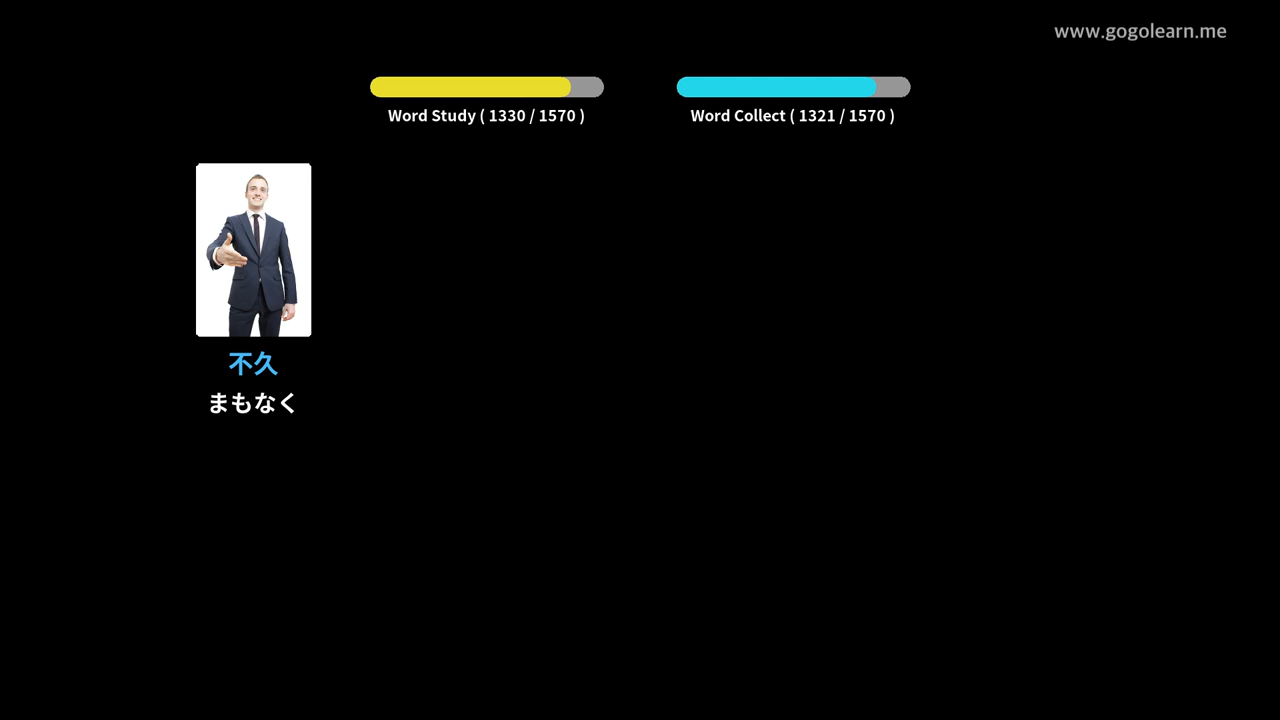 www.gogolearn.me
Word Study ( 1330 / 1570 )
Word Collect ( 1321 / 1570 )
不久
まもなく